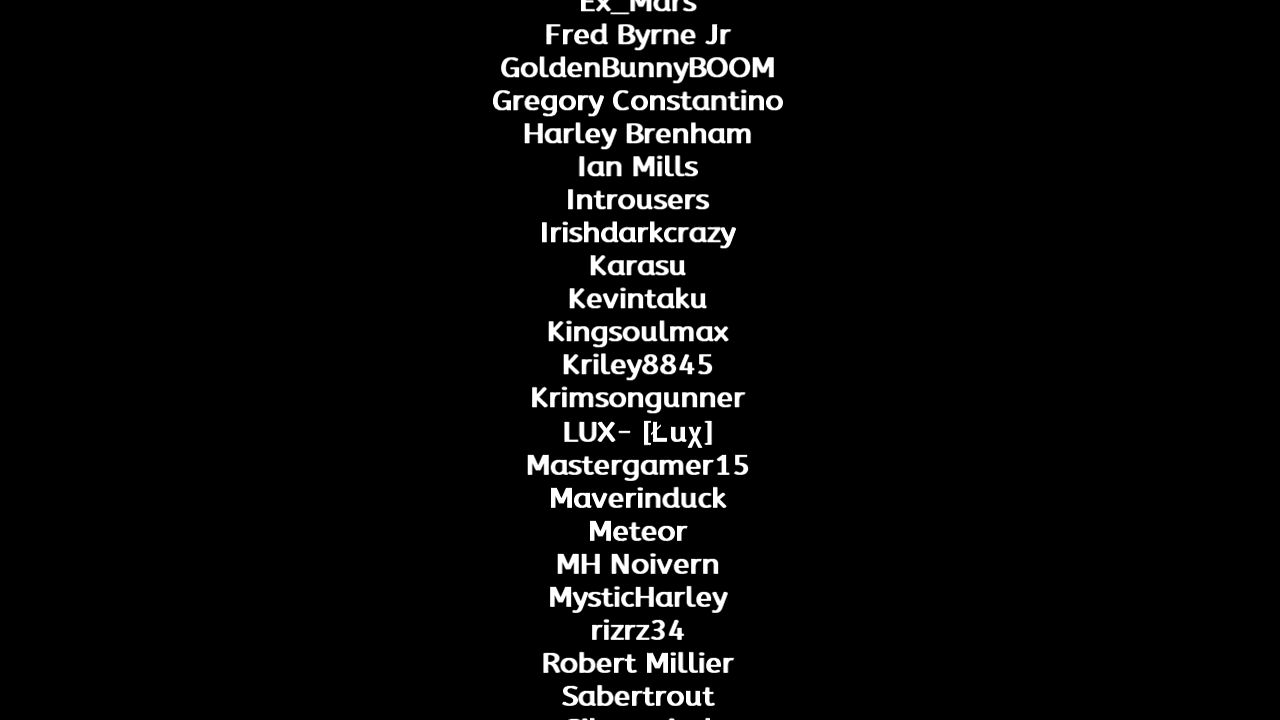 Ex_Mars
Fred Byrne Jr
GoldenBunnyBOOM
Gregory Constantino
Harley Brenham
Ian Mills
Introusers
Irishdarkcrazy
Karasu
Kevintaku
Kingsoulmax
Kriley8845
Krimsongunner
LUX- [Łuχ]
Mastergamer15
Maverinduck
Meteor
MH Noivern
MysticHarley
rizrz34
Robert Millier
Sabertrout